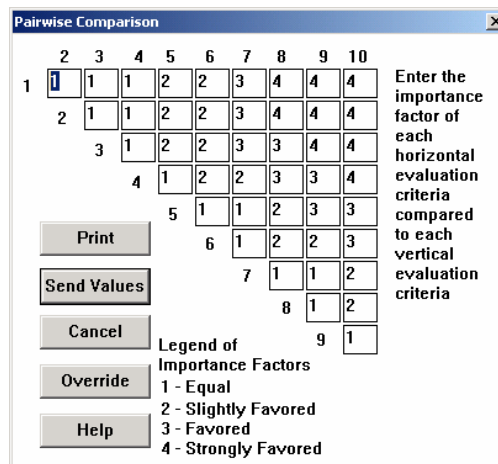 Pairwise Comparison
2 3 4 5 6 7 8 9 10
1 1 1 1 2 2 3 4 4 4
2 1 1 2 2 3 4 4 4
3 1 2 2 3 3 4 4
4 1 2 2 3 3 4
5 1 1 2 3 3
6 1 2 2 3
7 1 1 2
8 1 2
9 1
Enter the
importance
factor of
each
horizontal
evaluation
criteria
compared
to each
vertical
evaluation
criteria
Print
Send Values
Cancel
Override
Help
Legend of
Importance Factors
1 - Equal
2 - Slightly Favored
3 - Favored
4 - Strongly Favored